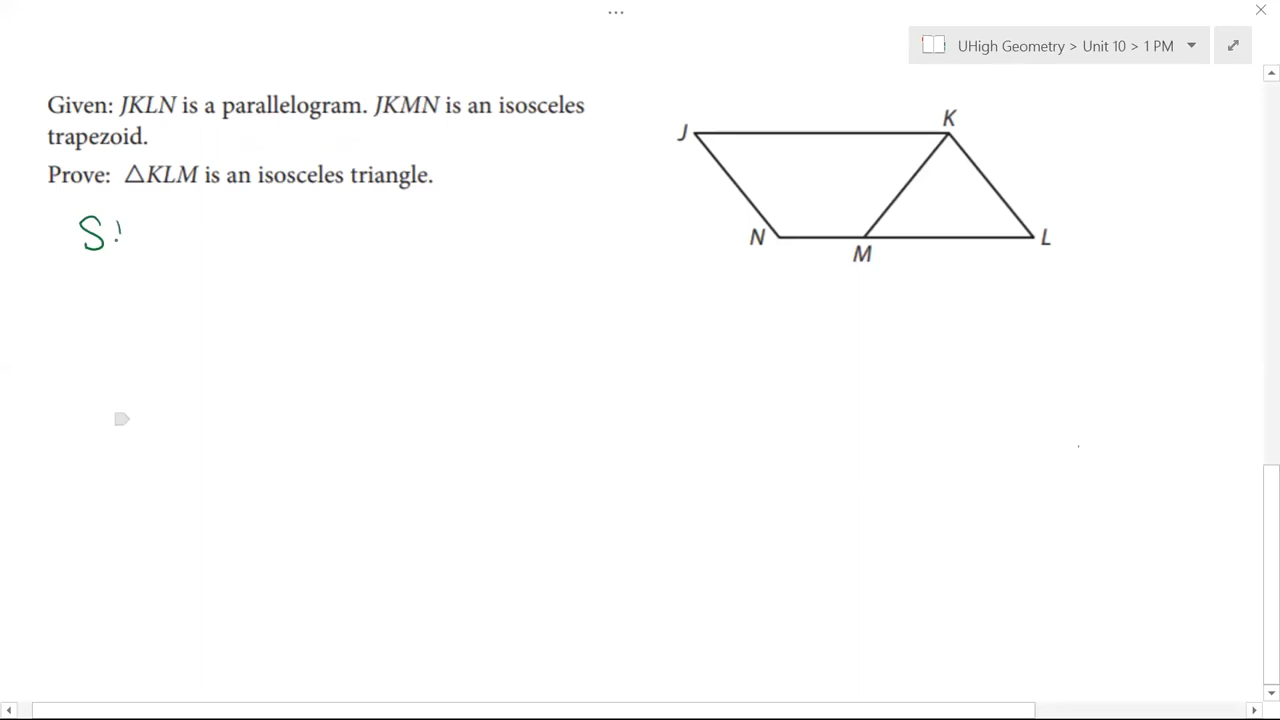 ...
UHigh Geometry > Unit 10 > 1 PM
Given: JKLN is a parallelogram. JKMN is an isosceles
trapezoid.
Prove: △KLM is an isosceles triangle.
S
J
K
N
M
L